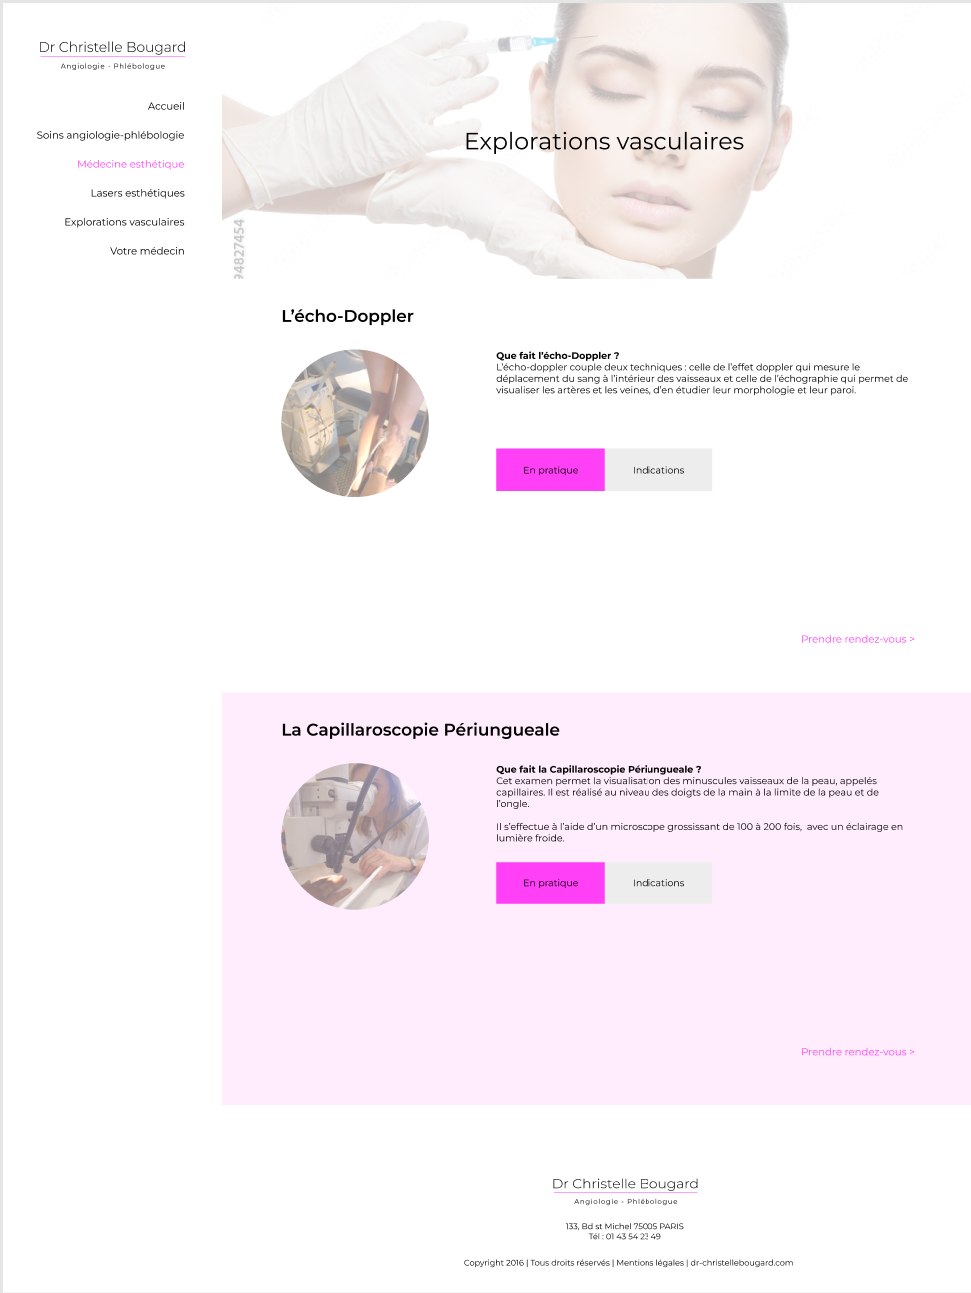 Dr Christelle Bougard
Angiologie - Phlébologue
Accueil
Soins angiologie-phlébologie
Médecine esthétique
Lasers esthétiques
Explorations vasculaires
Votre médecin
Explorations vasculaires
94827454
L’écho-Doppler
Que fait l’écho-Doppler ?
L’écho-doppler couple deux techniques : celle de l’effet doppler qui mesure le
déplacement du sang à l’intérieur des vaisseaux et celle de l’échographie qui permet de
visualiser les artères et les veines, d’en étudier leur morphologie et leur paroi.
En pratique
Indications
Prendre rendez-vous >
La Capillaroscopie Périungueale
Que fait la Capillaroscopie Périungueale ?
Cet examen permet la visualisation des minuscules vaisseaux de la peau, appelés
capillaires. Il est réalisé au niveau des doigts de la main à la limite de la peau et de
l’ongle.
Il s’effectue à l’aide d’un microscope grossissant de 100 à 200 fois, avec un éclairage en
lumière froide.
En pratique
Indications
Prendre rendez-vous >
Dr Christelle Bougard
Angiologie - Phlébologue
133, Bd st Michel 75005 PARIS
Tél : 01 43 54 23 49
Copyright 2016 | Tous droits réservés | Mentions légales | dr-christellebougard.com